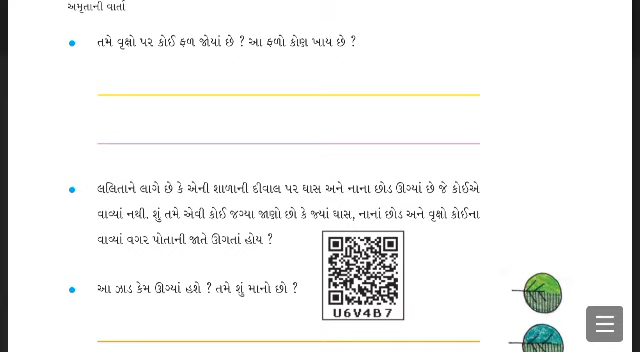 અમૃતાની વાર્તા
તમે વૃક્ષો પર કોઈ ફળ જોયાં છે ? આ ફળો કોણ ખાય છે ?
લલિતાને લાગે છે કે એની શાળાની દીવાલ પર ઘાસ અને નાના છોડ ઊગ્યાં છે જે કોઈએ
વાવ્યાં નથી. શું તમે એવી કોઈ જગ્યા જાણો છો કે જ્યાં ઘાસ, નાનાં છોડ અને વૃક્ષો કોઈના
વાવ્યાં વગર પોતાની જાતે ઊગતાં હોય ?
આ ઝાડ કેમ ઊગ્યાં હશે ? તમે શું માનો છો ?
U6V4B7